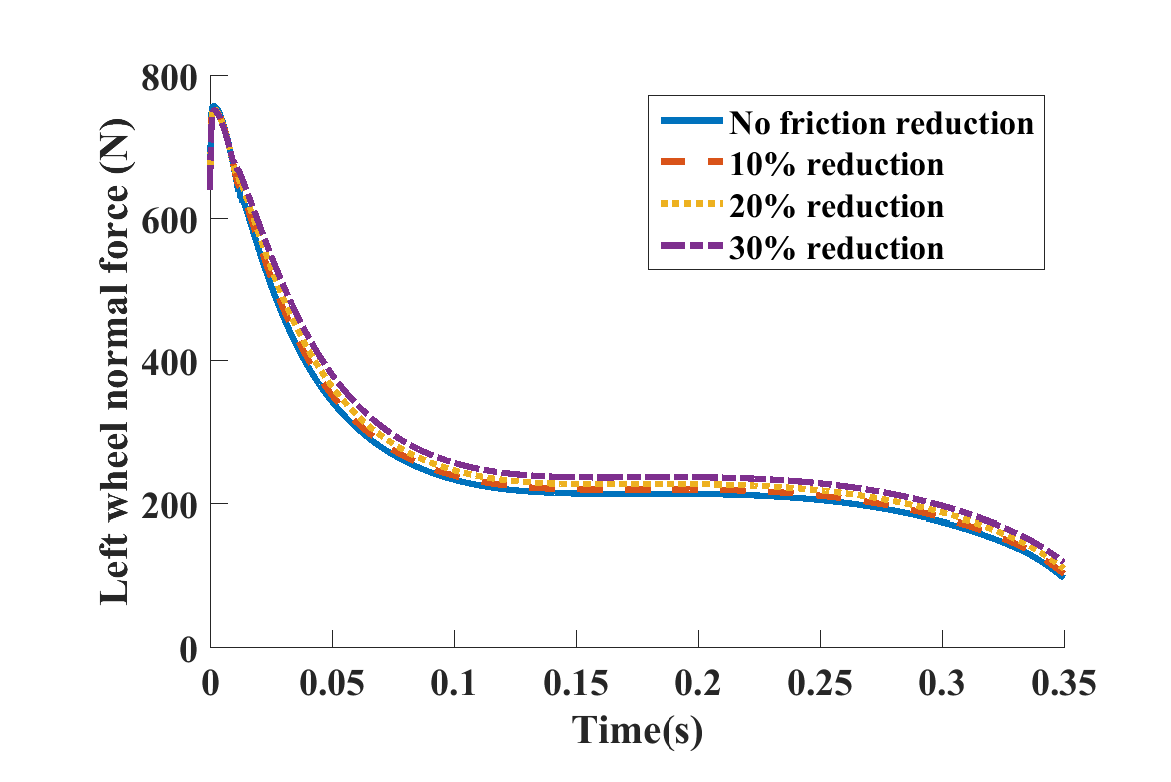 800
600
400
200
0
Left wheel normal force (N)
No friction reduction
10% reduction
20% reduction
30% reduction
0 0.05 0.1 0.15 0.2 0.25 0.3 0.35
Time(s)